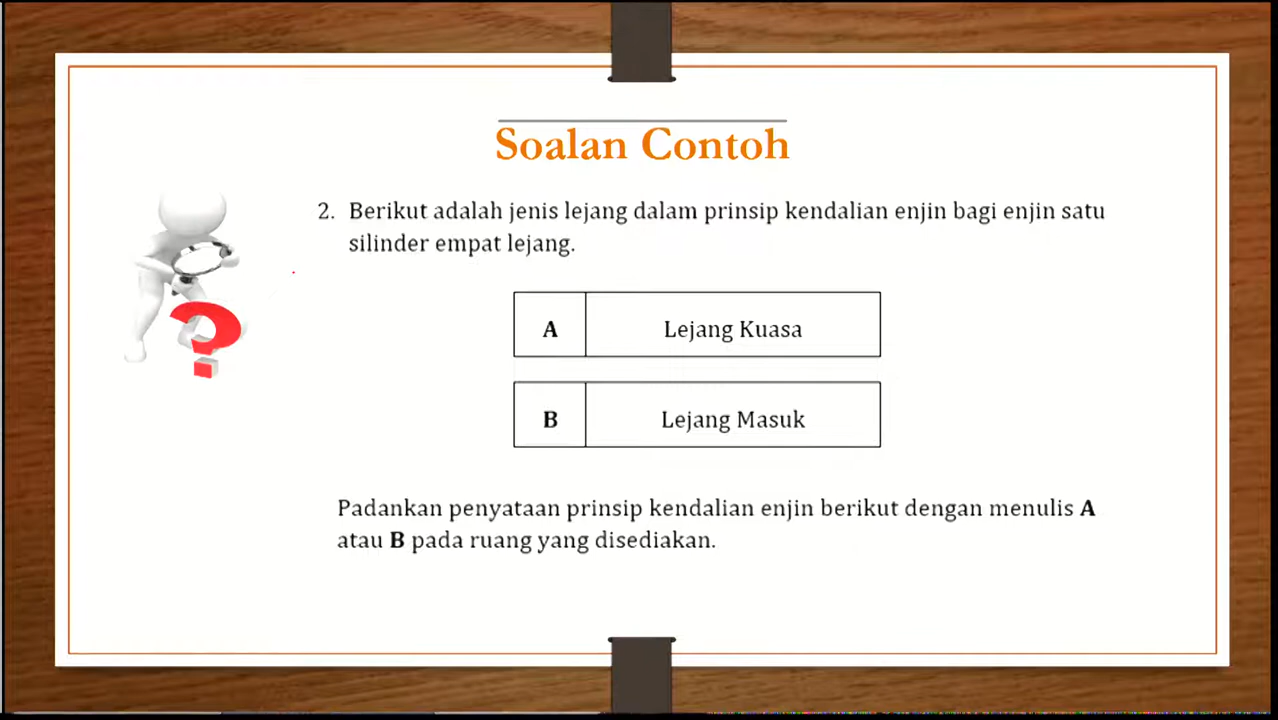 Soalan Contoh
2. Berikut adalah jenis lejang dalam prinsip kendalian enjin bagi enjin satu
silinder empat lejang.
A Lejang Kuasa
B Lejang Masuk
Padankan penyataan prinsip kendalian enjin berikut dengan menulis A
atau B pada ruang yang disediakan.